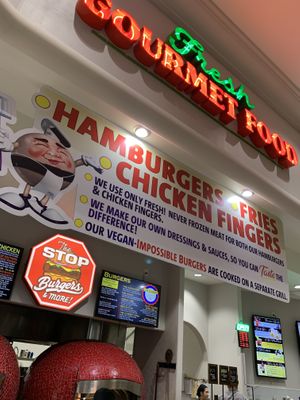 Fresh
GOURMET FOOD
HAMBURGERS • FRIES
CHICKEN FINGERS
WE USE ONLY FRESH! NEVER FROZEN MEAT FOR BOTH OUR HAMBURGERS
& CHICKEN FINGERS.
WE MAKE OUR OWN DRESSINGS & SAUCES, SO YOU CAN Taste THE
DIFFERENCE!
OUR VEGAN-IMPOSSIBLE BURGERS ARE COOKED ON A SEPARATE GRILL.
The
STOP
Burgers
& More!
CHICKEN
BURGERS
OPEN